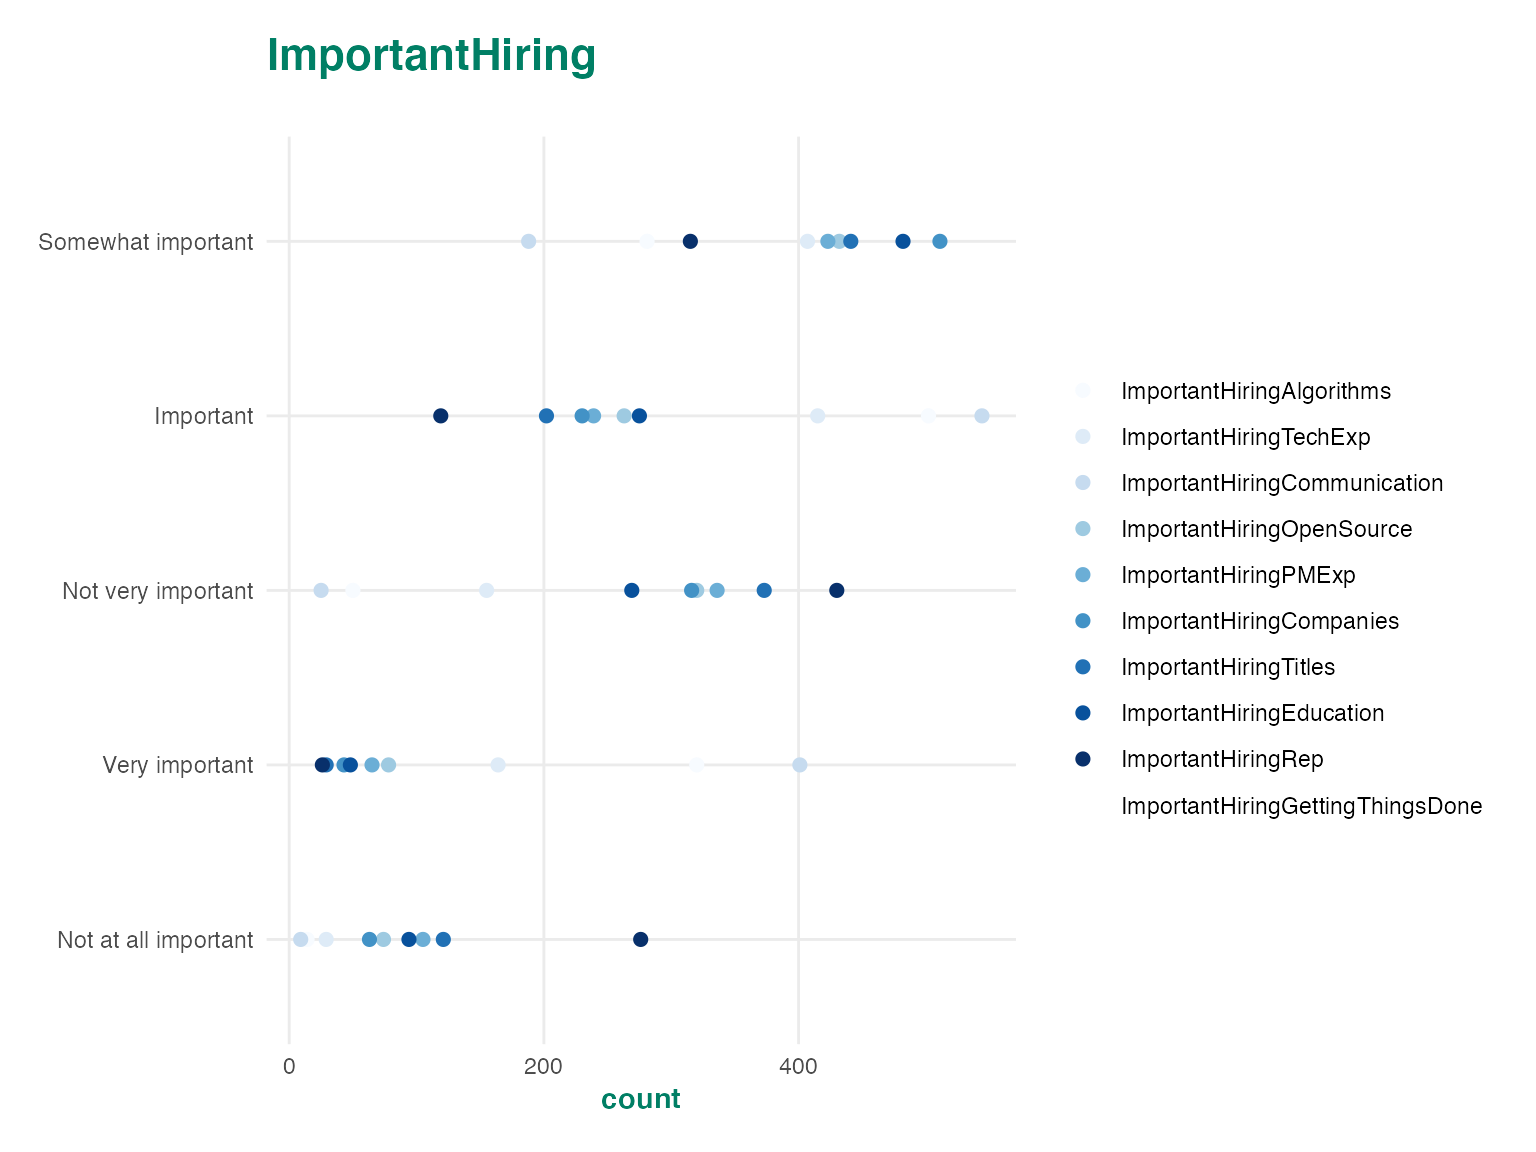 ImportantHiring
Somewhat important
Important
Not very important
Very important
Not at all important
0
200
400
count
ImportantHiringAlgorithms
ImportantHiringTechExp
ImportantHiringCommunication
ImportantHiringOpenSource
ImportantHiringPMExp
ImportantHiringCompanies
ImportantHiringTitles
ImportantHiringEducation
ImportantHiringRep
ImportantHiringGettingThingsDone